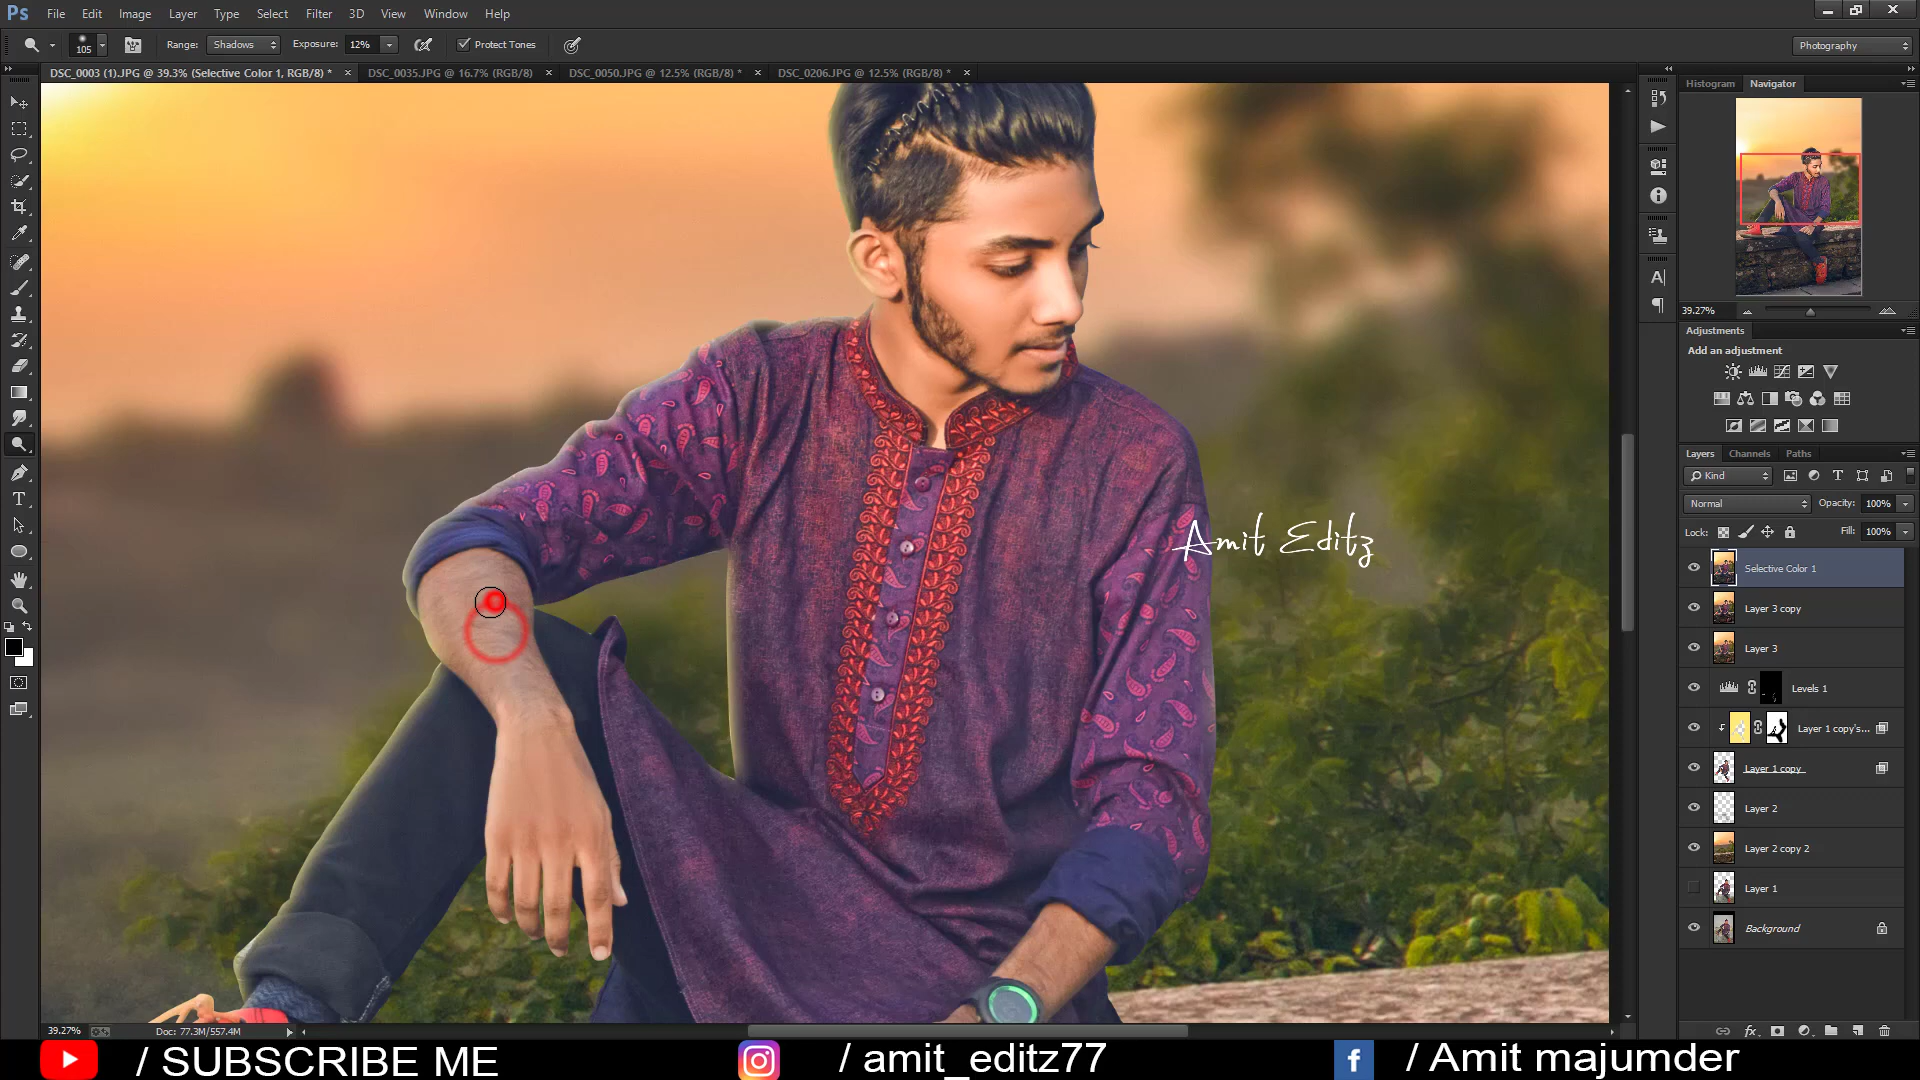 Ps File Edit Image Layer Type Select Filter 3D View Window Help
105 Range: Shadows Exposure: 12% Protect Tones Photography
DSC_0003 (1).JPG @ 39.3% (Selective Color 1, RGB/8) * × DSC_0035.JPG @ 16.7% (RGB/8) × DSC_0050.JPG @ 12.5% (RGB/8) * × DSC_0206.JPG @ 12.5% (RGB/8) * ×
Histogram Navigator
39.27%
Adjustments
Add an adjustment
Layers Channels Paths
Kind
Normal Opacity: 100%
Lock: Fill: 100%
Selective Color 1
Layer 3 copy
Layer 3
Levels 1
Layer 1 copy's...
Layer 1 copy
Layer 2
Layer 2 copy 2
Layer 1
Background
Amit Editz
39.27% Doc: 77.3M/557.4M
/ SUBSCRIBE ME / amit_editz77 / Amit majumder